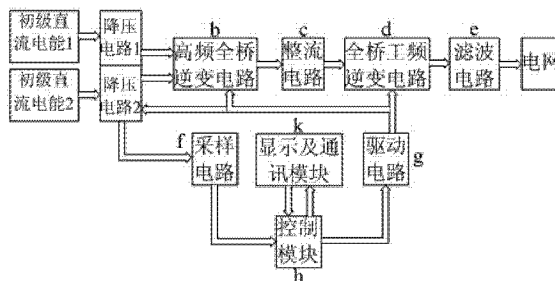 初级直
流电能1
降压
电路1
b
高频全桥
逆变电路
c
整流
电路
d
全桥工频
逆变电路
e
滤波
电路
电网
初级直
流电能2
降压
电路2
f
采样
电路
k
显示及通
讯模块
驱动
电路
g
控制
模块
h